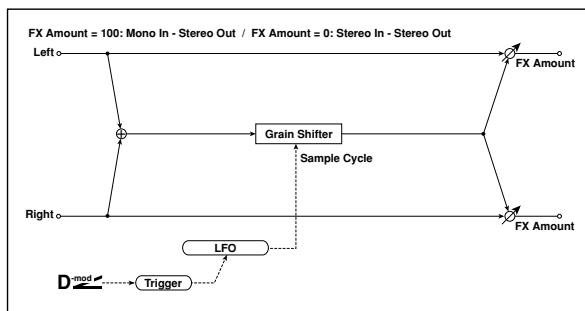 FX Amount = 100: Mono In - Stereo Out / FX Amount = 0: Stereo In - Stereo Out
Left
FX Amount
Grain Shifter
Sample Cycle
Right
FX Amount
LFO
D-mod
Trigger